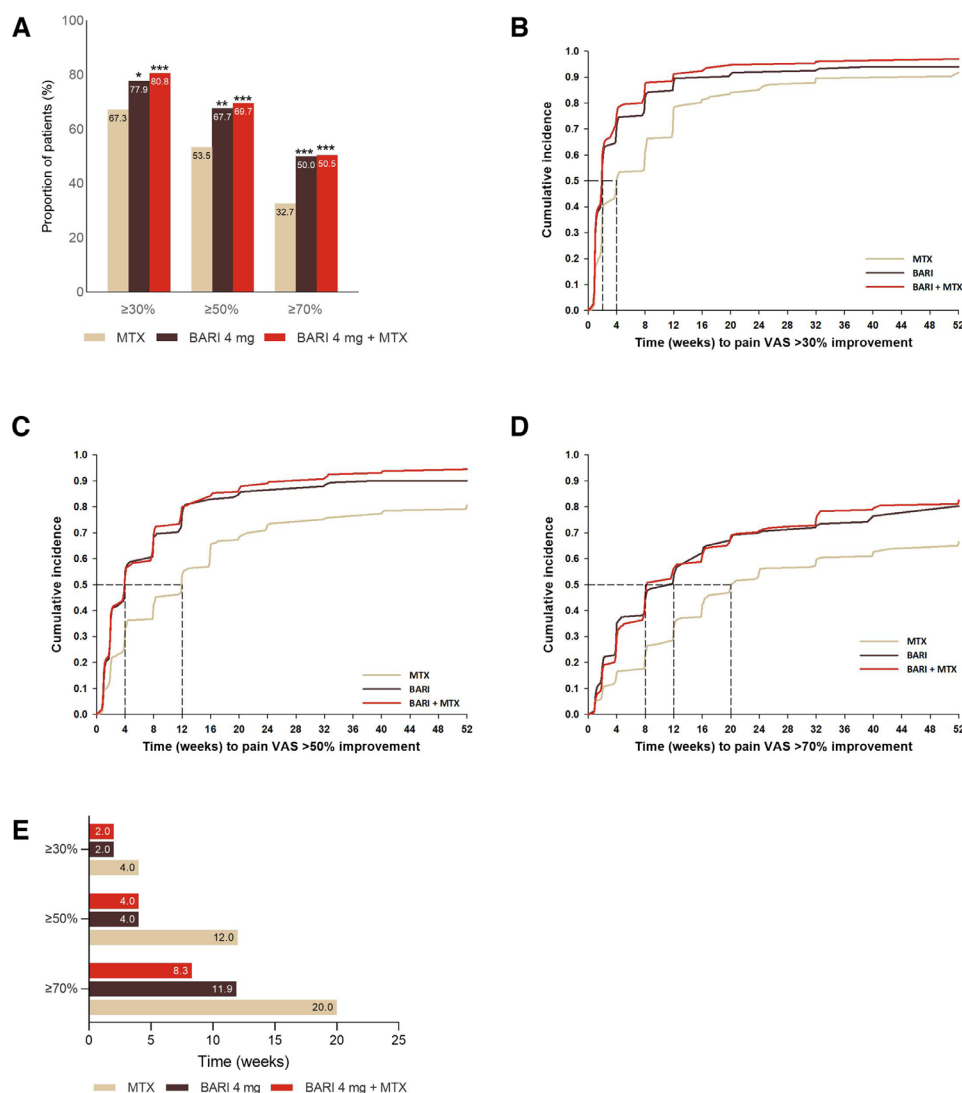 A
Proportion of patients (%)
100
80
60
40
20
0
* *** ** *** *** ***
67.3 77.9 80.8 53.5 67.7 69.7 32.7 50.0 50.5
≥30% ≥50% ≥70%
MTX BARI 4 mg BARI 4 mg + MTX
B
Cumulative incidence
1.0
0.9
0.8
0.7
0.6
0.5
0.4
0.3
0.2
0.1
0.0
MTX
BARI
BARI + MTX
0 4 8 12 16 20 24 28 32 36 40 44 48 52
Time (weeks) to pain VAS >30% improvement
C
Cumulative incidence
1.0
0.9
0.8
0.7
0.6
0.5
0.4
0.3
0.2
0.1
0.0
MTX
BARI
BARI + MTX
0 4 8 12 16 20 24 28 32 36 40 44 48 52
Time (weeks) to pain VAS >50% improvement
D
Cumulative incidence
1.0
0.9
0.8
0.7
0.6
0.5
0.4
0.3
0.2
0.1
0.0
MTX
BARI
BARI + MTX
0 4 8 12 16 20 24 28 32 36 40 44 48 52
Time (weeks) to pain VAS >70% improvement
E
2.0
≥30% 2.0
4.0
4.0
≥50% 4.0
12.0
8.3
≥70% 11.9
20.0
0 5 10 15 20 25
Time (weeks)
MTX BARI 4 mg BARI 4 mg + MTX